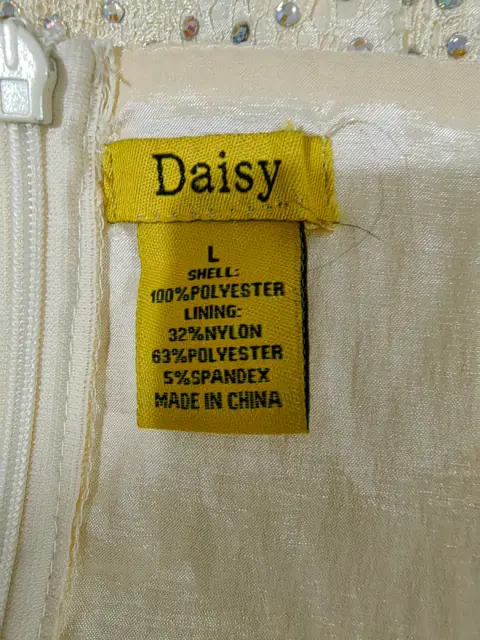 Daisy
L
SHELL:
100%POLYESTER
LINING:
32%NYLON
63%POLYESTER
5%SPANDEX
MADE IN CHINA